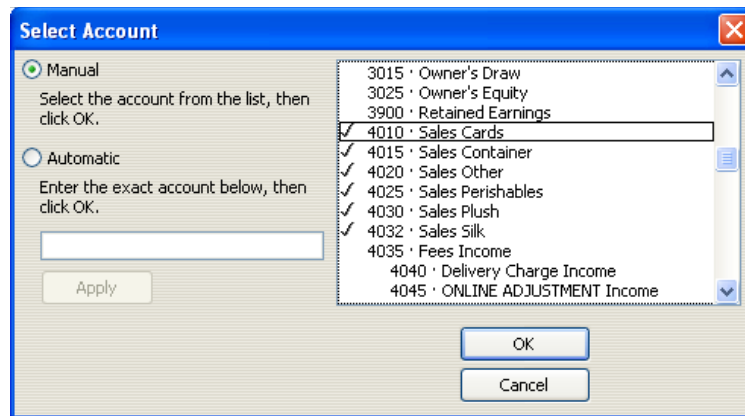 Select Account
Manual
Select the account from the list, then
click OK.
Automatic
Enter the exact account below, then
click OK.
Apply
3015 · Owner's Draw
3025 · Owner's Equity
3900 · Retained Earnings
4010 · Sales Cards
4015 · Sales Container
4020 · Sales Other
4025 · Sales Perishables
4030 · Sales Plush
4032 · Sales Silk
4035 · Fees Income
4040 · Delivery Charge Income
4045 · ONLINE ADJUSTMENT Income
OK
Cancel